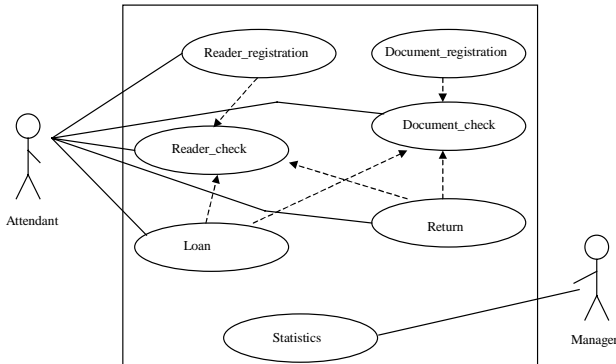 Reader_registration
Document_registration
Document_check
Reader_check
Attendant
Return
Loan
Statistics
Manager